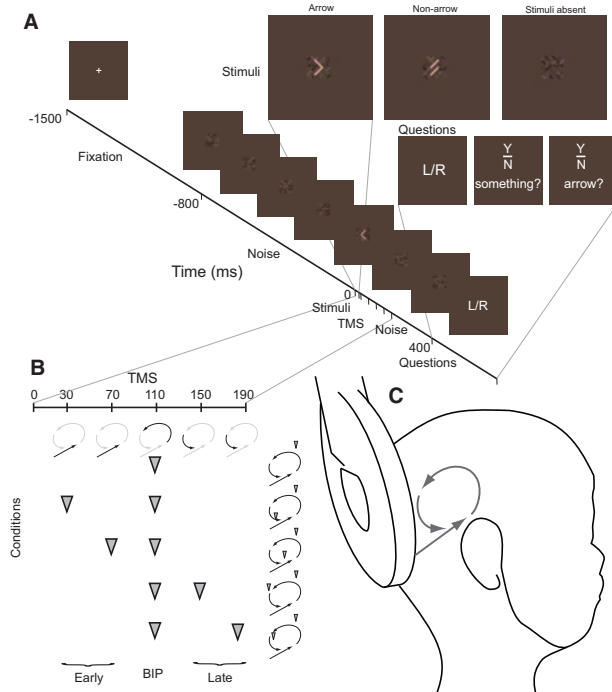 A
Arrow
Non-arrow
Stimuli absent
Stimuli
-1500
Fixation
Questions
L/R
Y
N
something?
Y
N
arrow?
-800
Noise
Time (ms)
L/R
0
Stimuli
TMS
Noise
400
Questions
B
TMS
0 30 70 110 150 190
C
Conditions
Early
BIP
Late